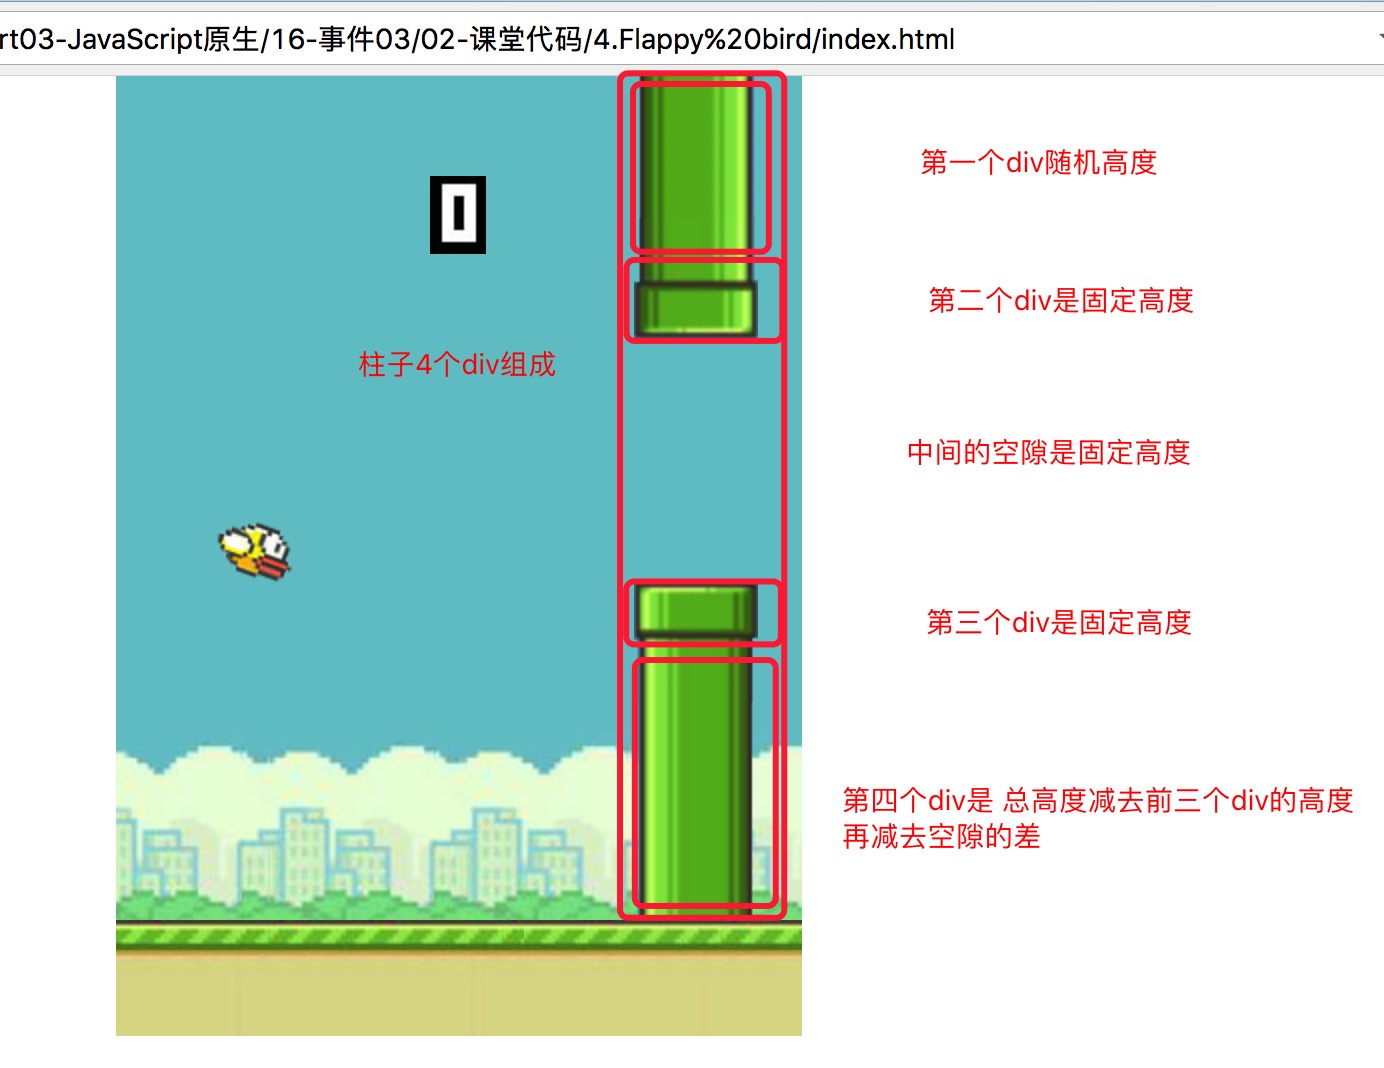 rt03-JavaScript原生/16-事件03/02-课堂代码/4.Flappy%20bird/index.html
第一个div随机高度
0
第二个div是固定高度
柱子4个div组成
中间的空隙是固定高度
第三个div是固定高度
第四个div是 总高度减去前三个div的高度
再减去空隙的差